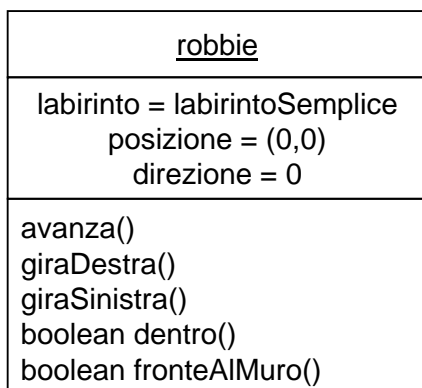 robbie
labirinto = labirintoSemplice
posizione = (0,0)
direzione = 0
avanza()
giraDestra()
giraSinistra()
boolean dentro()
boolean fronteAlMuro()